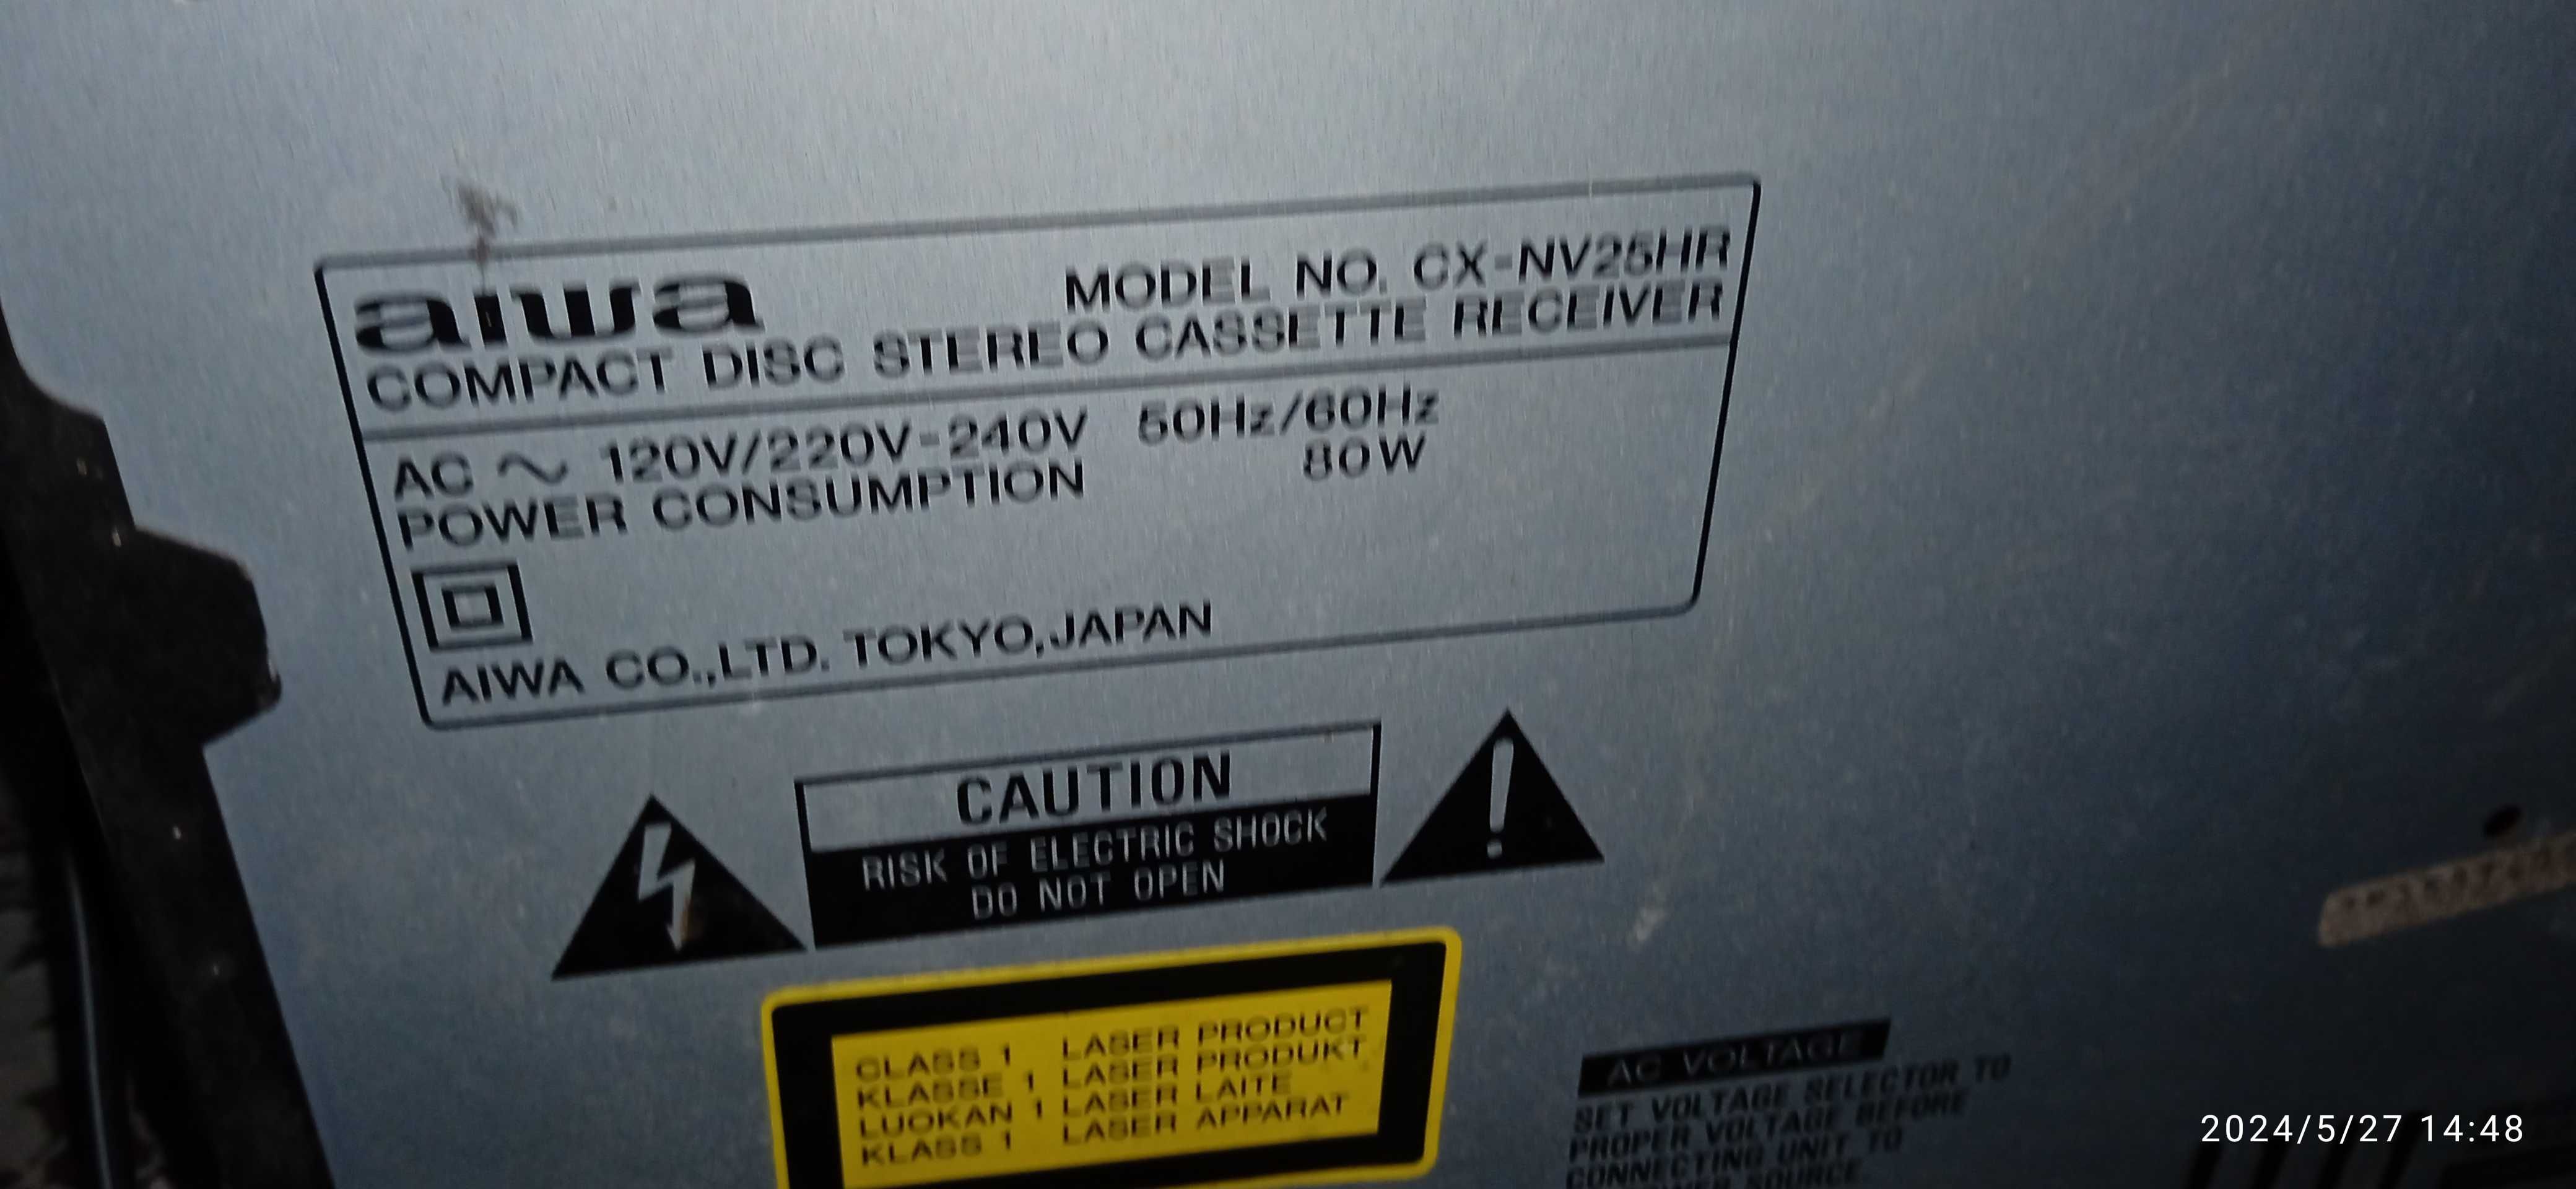 aiwa
MODEL NO. CX-NV25HR
COMPACT DISC STEREO CASSETTE RECEIVER
AC ~ 120V/220V-240V 50Hz/60Hz
POWER CONSUMPTION 80W
AIWA CO.,LTD. TOKYO,JAPAN
CAUTION
RISK OF ELECTRIC SHOCK
DO NOT OPEN
CLASS 1 LASER PRODUCT
KLASSE 1 LASER PRODUKT
LUOKAN 1 LASER LAITE
KLASS 1 LASER APPARAT
AC VOLTAGE
SET VOLTAGE SELECTOR TO
PROPER VOLTAGE BEFORE
CONNECTING UNIT TO
POWER SOURCE
2024/5/27 14:48